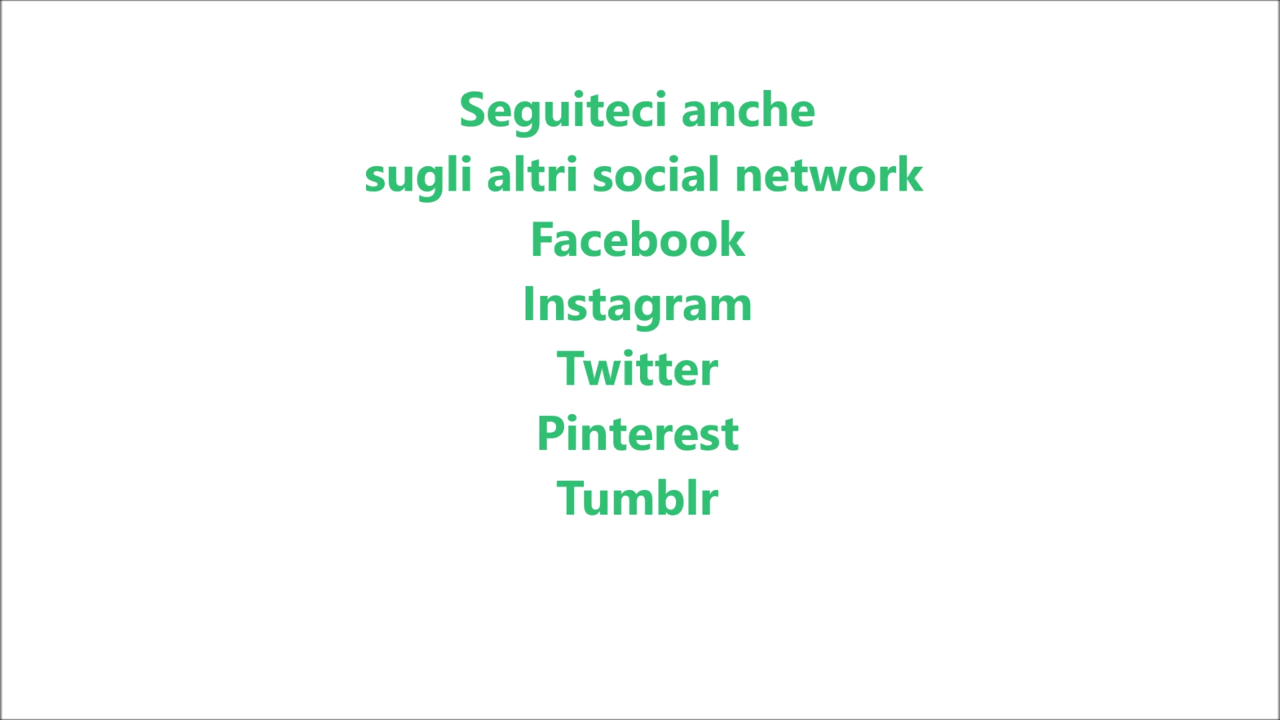 Seguiteci anche
sugli altri social network
Facebook
Instagram
Twitter
Pinterest
Tumblr